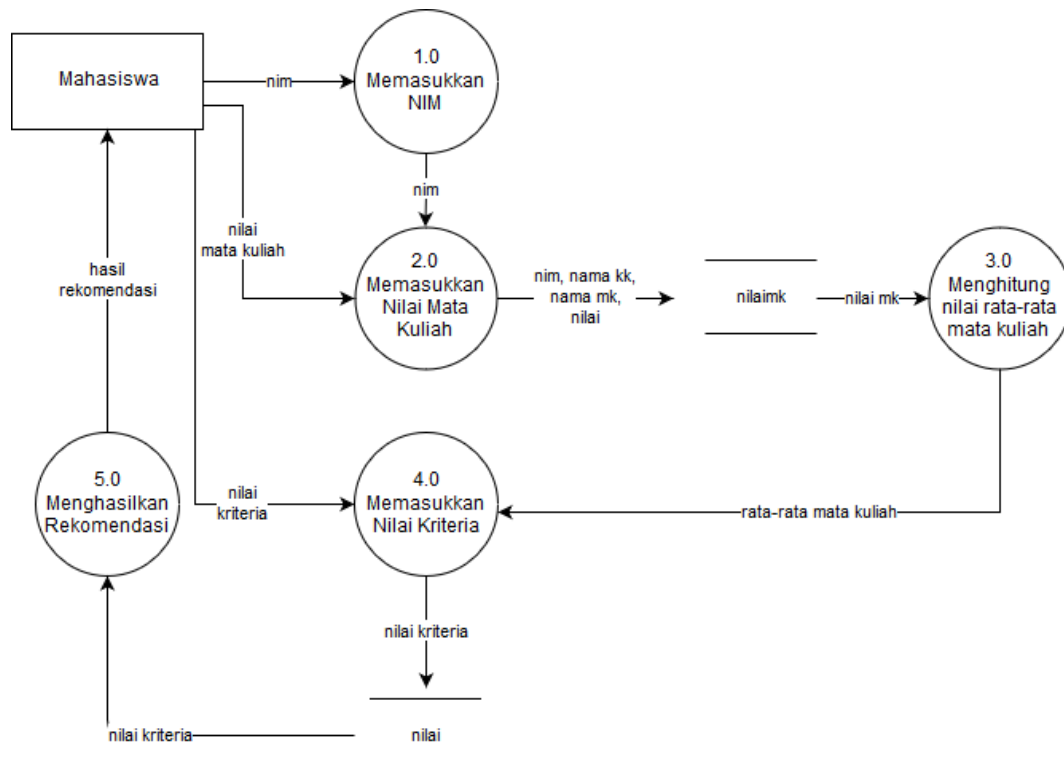 Mahasiswa
nim
1.0
Memasukkan
NIM
nim
nilai
mata kuliah
hasil
rekomendasi
2.0
Memasukkan
Nilai Mata
Kuliah
nim, nama kk,
nama mk,
nilai
nilaimk
nilai mk
3.0
Menghitung
nilai rata-rata
mata kuliah
5.0
Menghasilkan
Rekomendasi
nilai
kriteria
4.0
Memasukkan
Nilai Kriteria
rata-rata mata kuliah
nilai kriteria
nilai kriteria
nilai